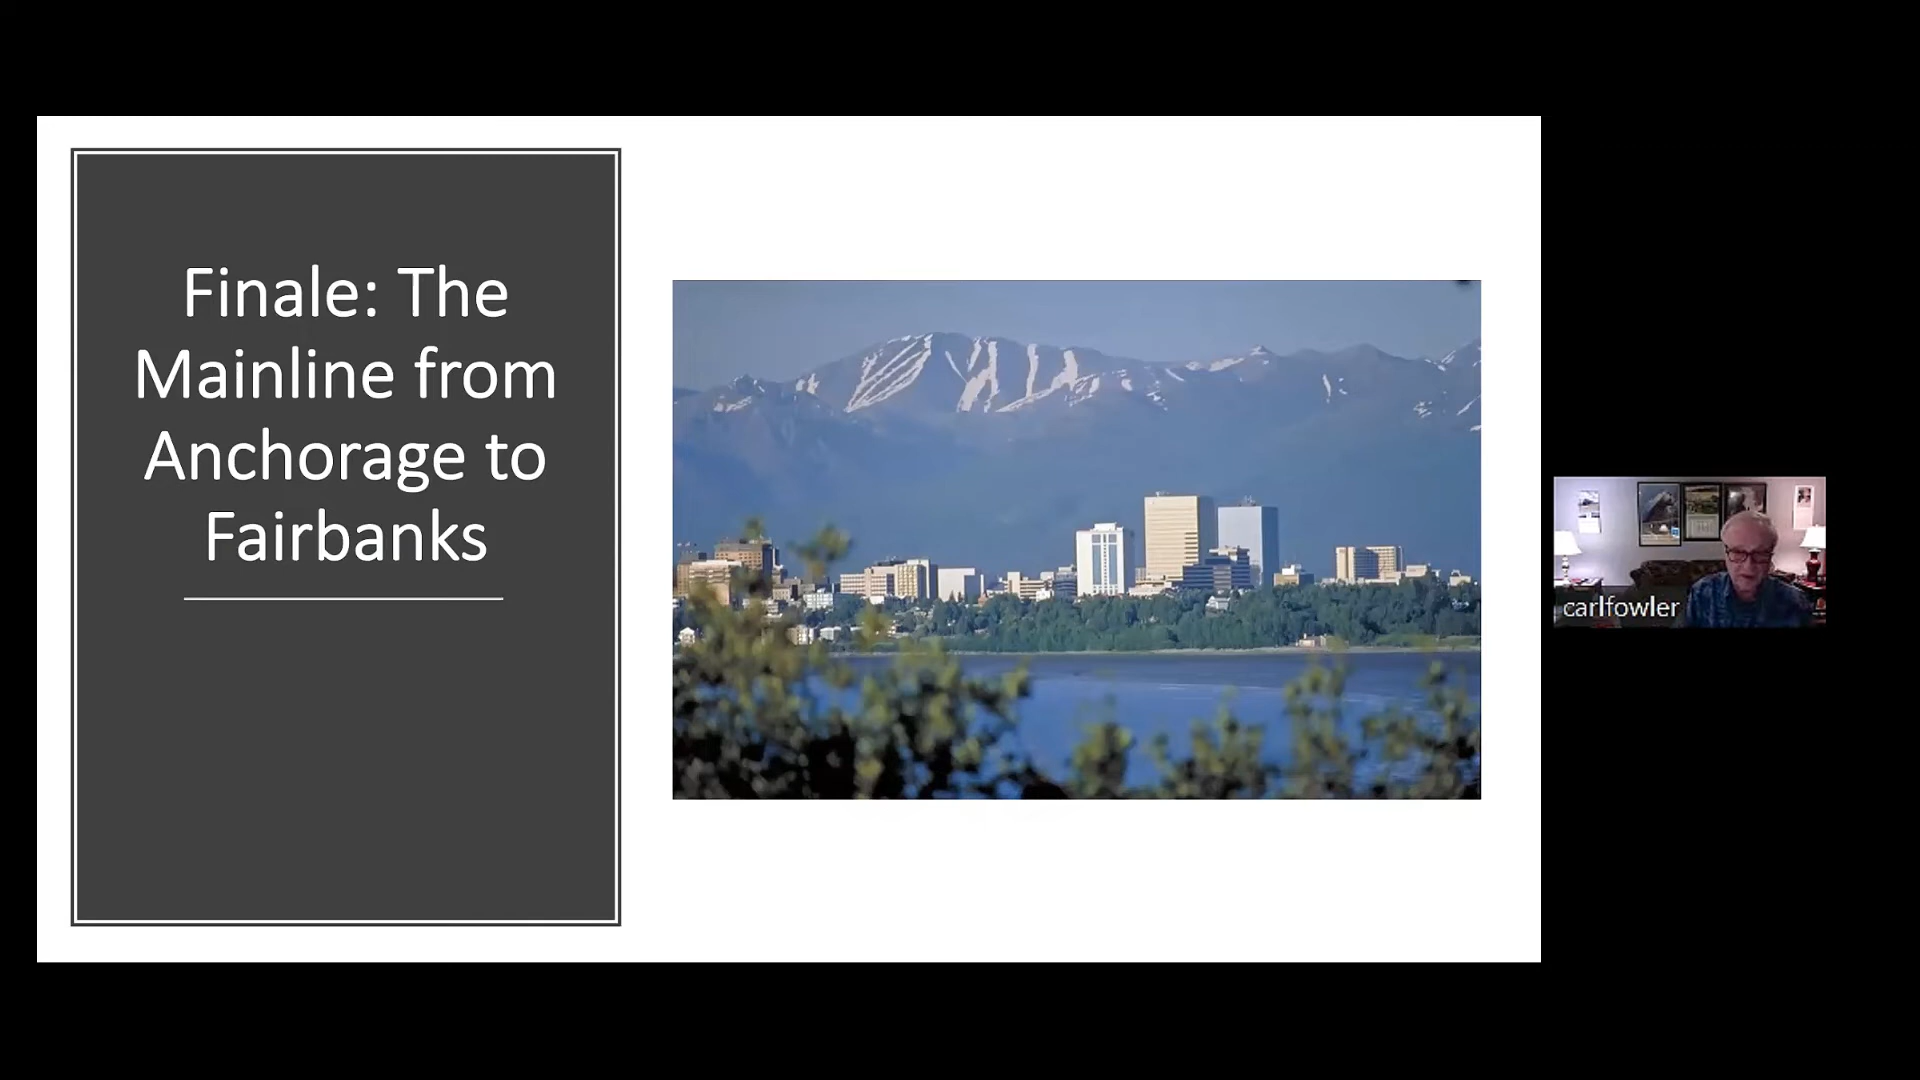 Finale: The
Mainline from
Anchorage to
Fairbanks
carlfowler